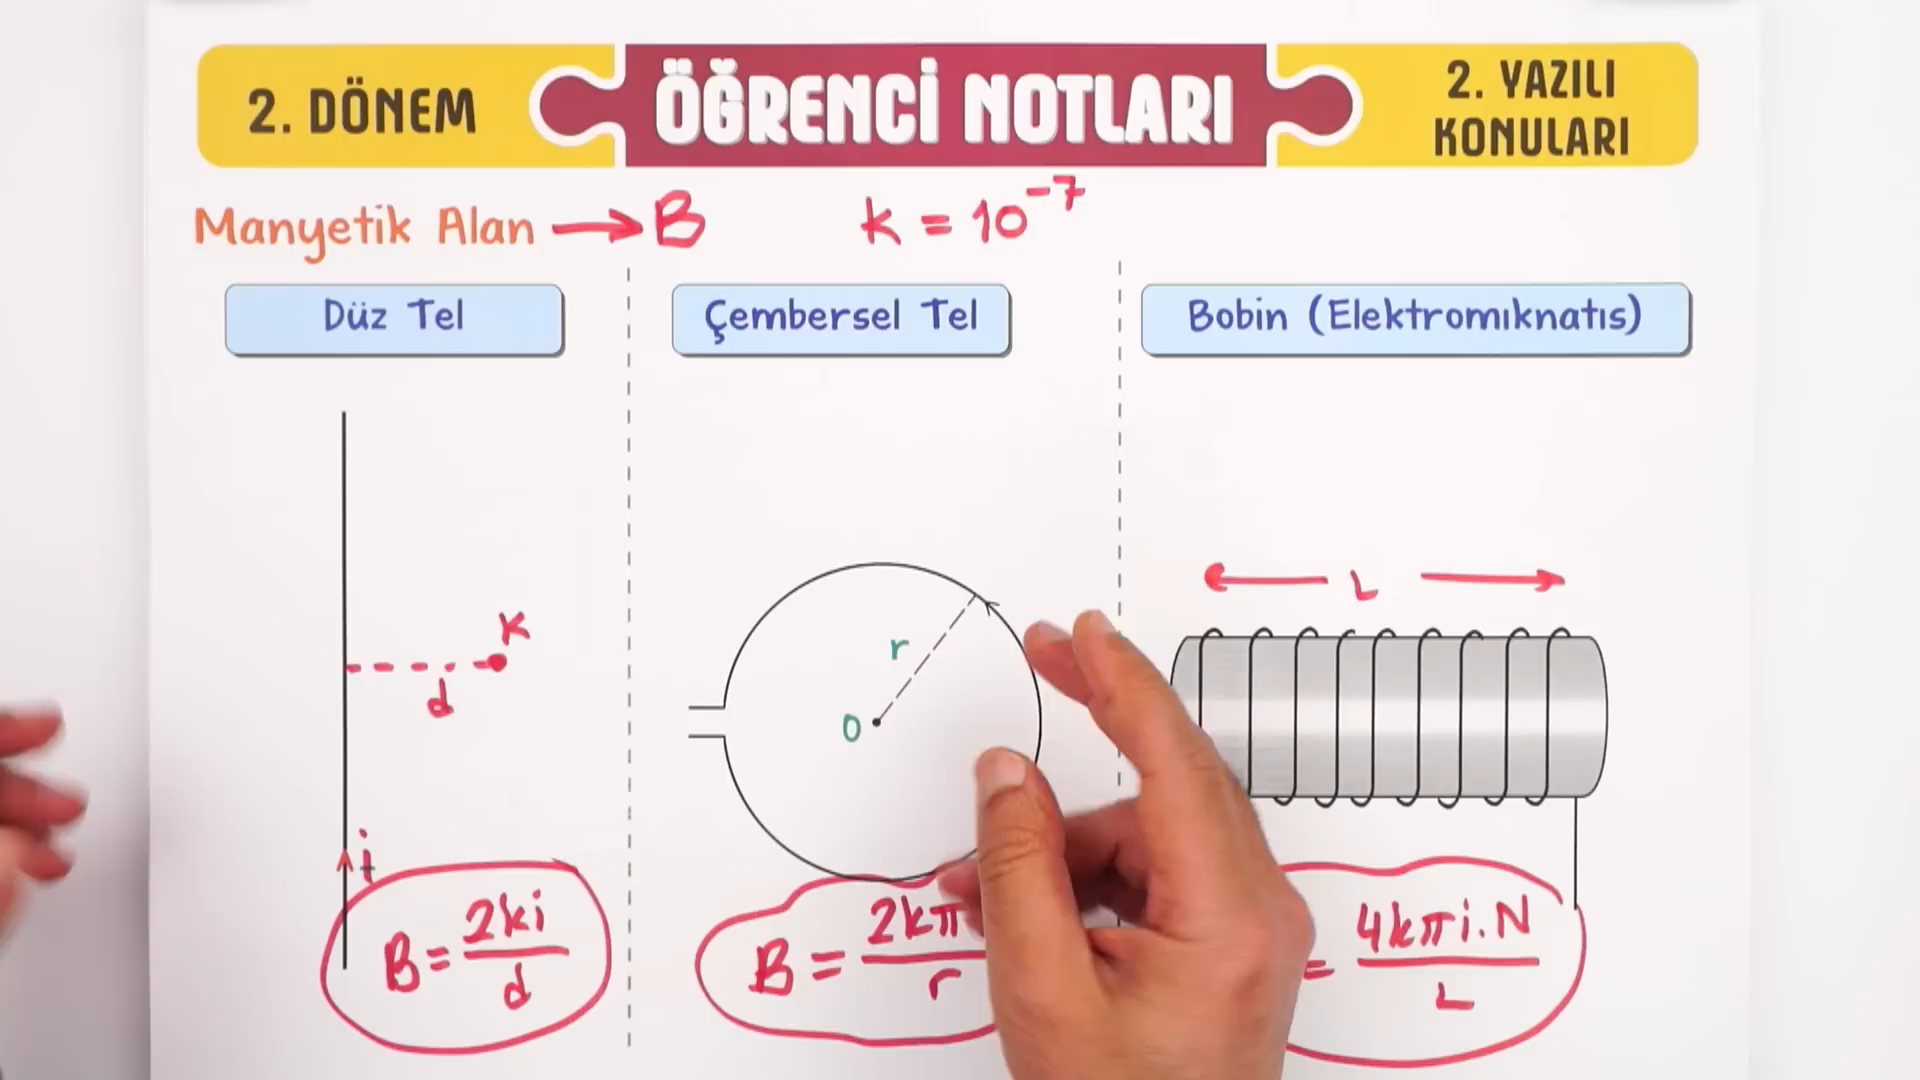 2. DÖNEM
ÖĞRENCİ NOTLARI
2. YAZILI
KONULARI
Manyetik Alan → B
k = 10⁻⁷
Düz Tel
Çembersel Tel
Bobin (Elektromıknatıs)
K
d
i
B = 2ki / d
r
O
B = 2kπ / r
L
= 4kπi.N / L